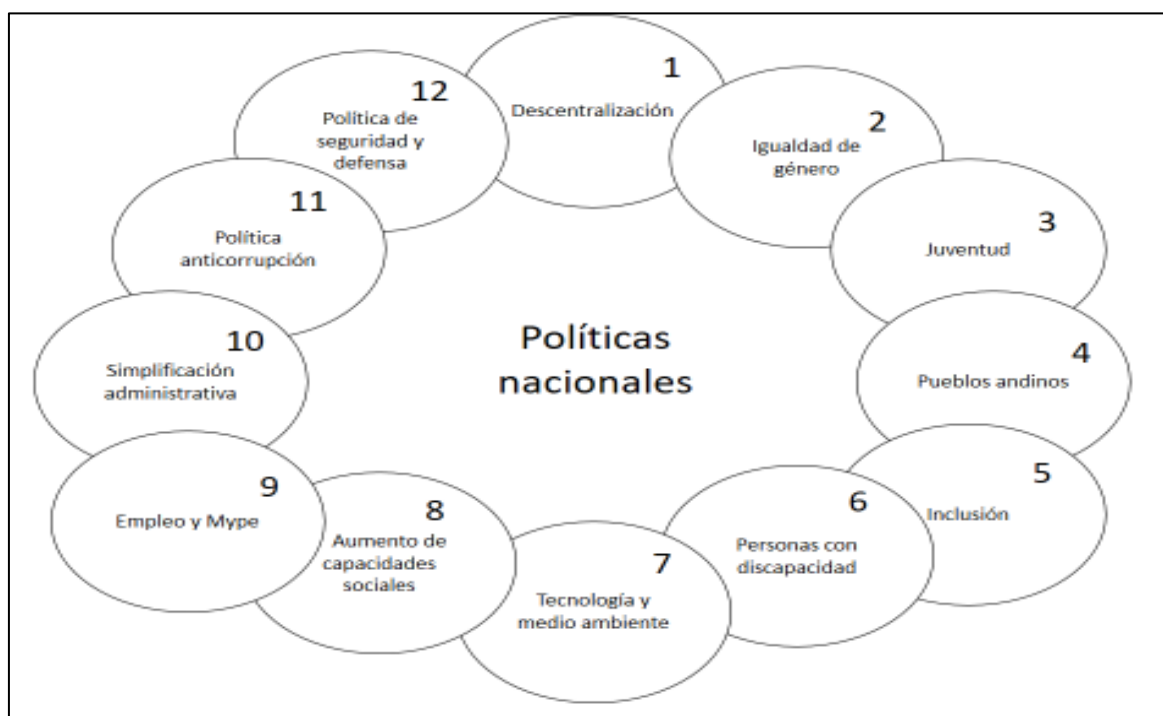 Políticas
nacionales
1
Descentralización
2
Igualdad de
género
3
Juventud
4
Pueblos andinos
5
Inclusión
6
Personas con
discapacidad
7
Tecnología y
medio ambiente
8
Aumento de
capacidades
sociales
9
Empleo y Mype
10
Simplificación
administrativa
11
Política
anticorrupción
12
Política de
seguridad y
defensa